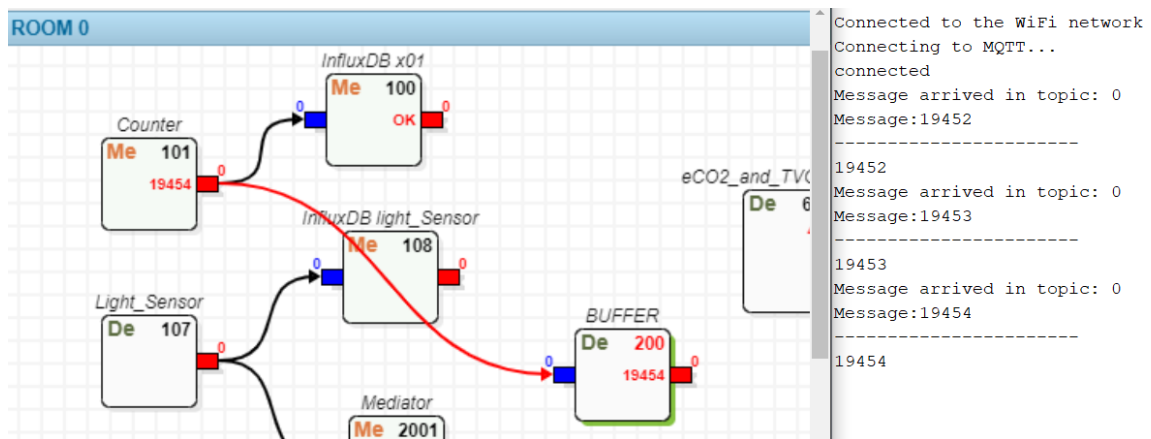 ROOM 0
InfluxDB x01
Me 100
0
OK
0
Counter
Me 101
19454
0
eCO2_and_TV
De 6
InfluxDB light_Sensor
Me 108
0
0
Light_Sensor
De 107
0
BUFFER
De 200
0
19454
0
Mediator
Me 2001
Connected to the WiFi network
Connecting to MQTT...
connected
Message arrived in topic: 0
Message:19452
-----------------------
19452
Message arrived in topic: 0
Message:19453
-----------------------
19453
Message arrived in topic: 0
Message:19454
-----------------------
19454